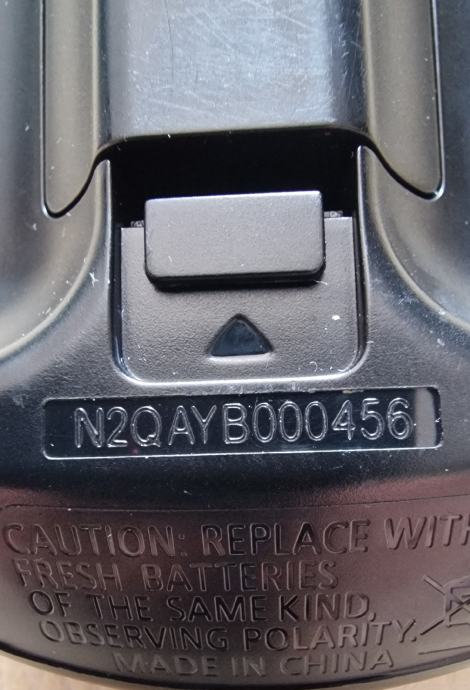 N2QAYB000456
CAUTION: REPLACE WITH
FRESH BATTERIES
OF THE SAME KIND,
OBSERVING POLARITY.
MADE IN CHINA